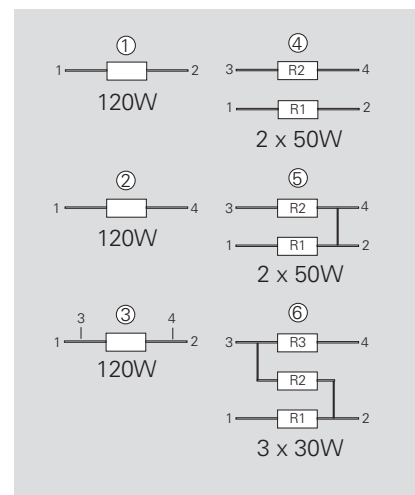 ①
1 2
120W
②
1 4
120W
③
3 4
1 2
120W
④
3 R2 4
1 R1 2
2 x 50W
⑤
3 R2 4
1 R1 2
2 x 50W
⑥
3 R3 4
R2
1 R1 2
3 x 30W